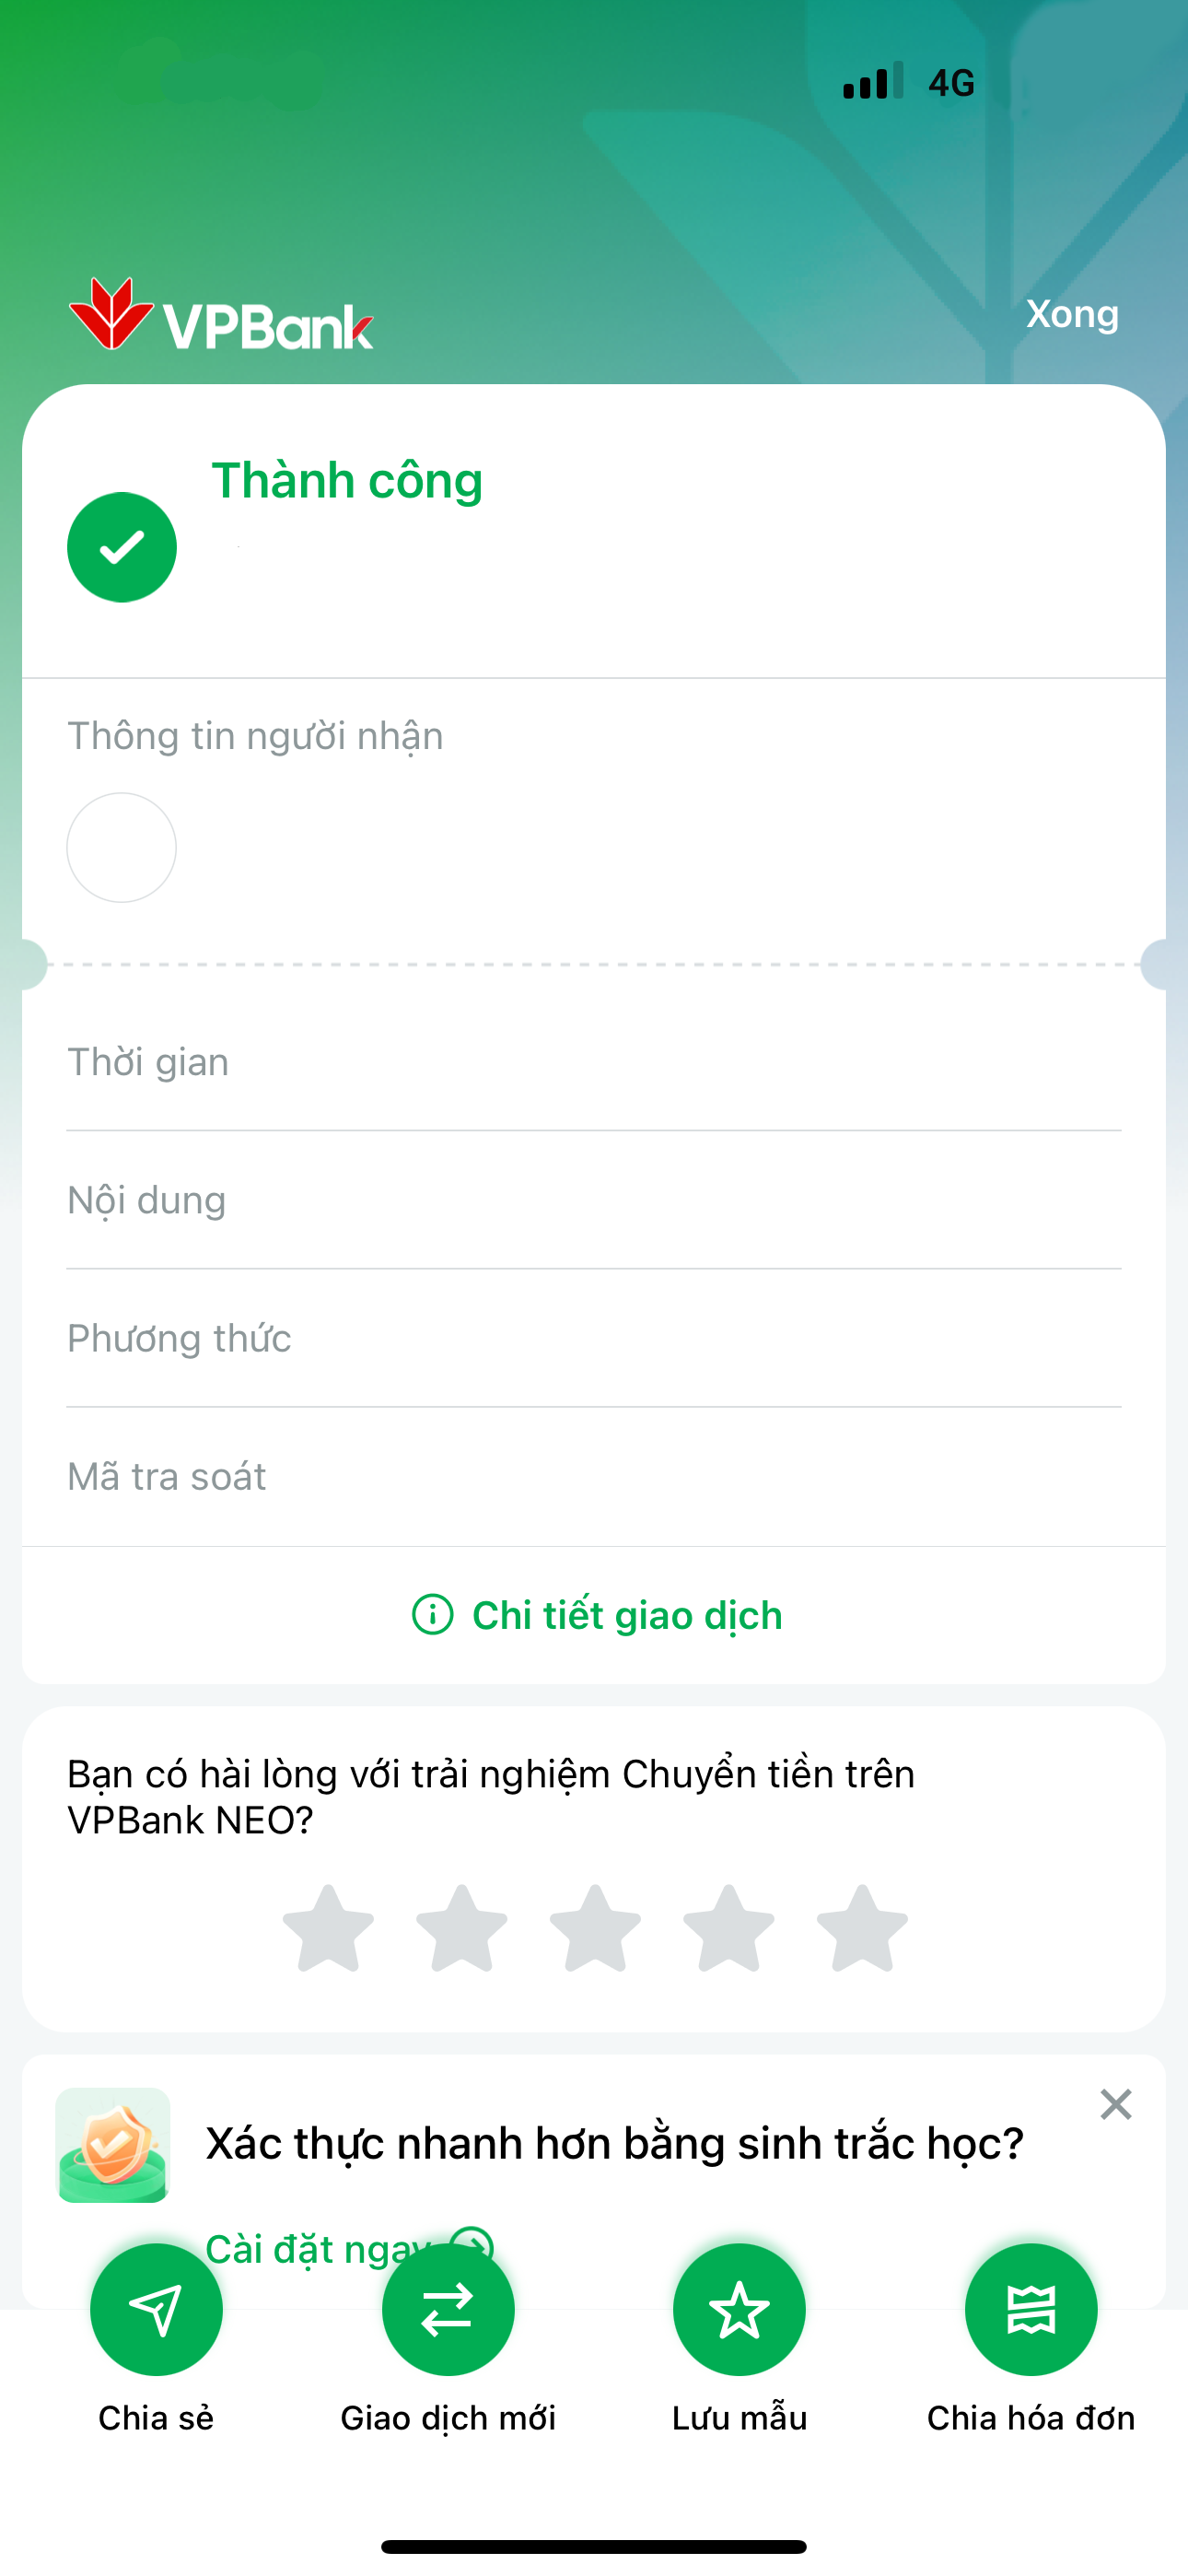 4G
VPBank
Xong
Thành công
Thông tin người nhận
Thời gian
Nội dung
Phương thức
Mã tra soát
Chi tiết giao dịch
Bạn có hài lòng với trải nghiệm Chuyển tiền trên
VPBank NEO?
Xác thực nhanh hơn bằng sinh trắc học?
Cài đặt ngay
Chia sẻ
Giao dịch mới
Lưu mẫu
Chia hóa đơn